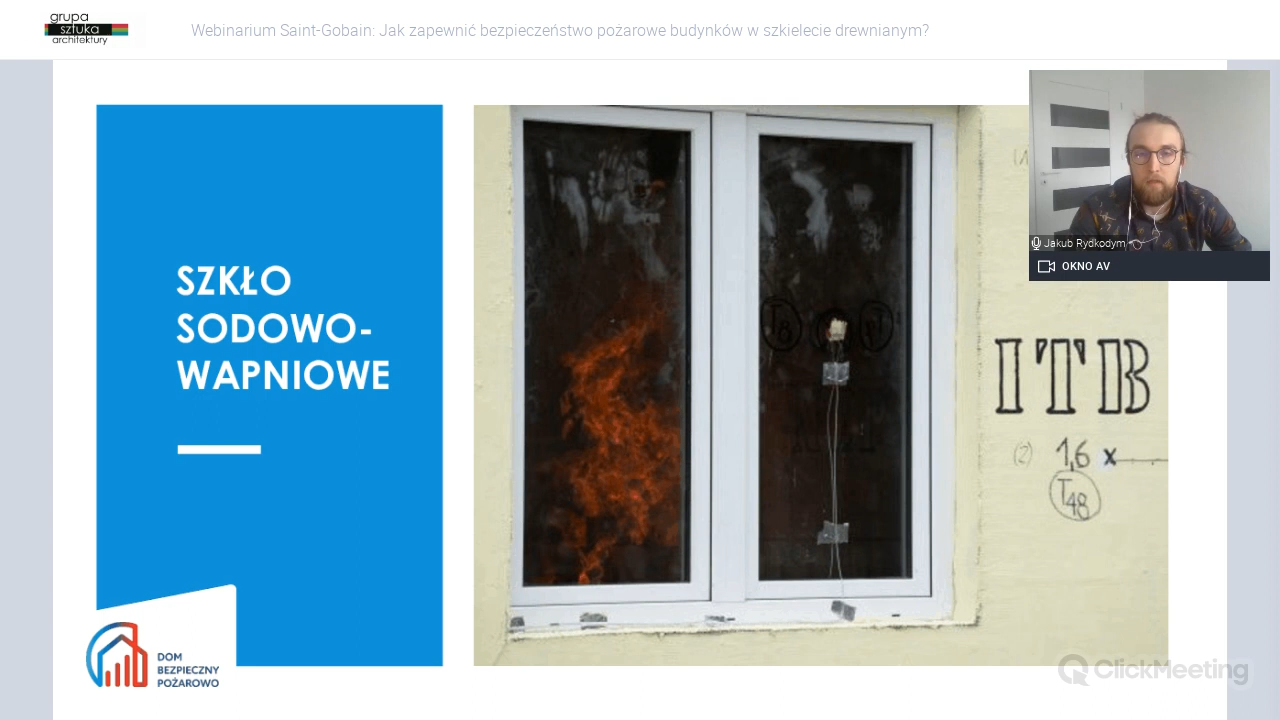 grupa
sztuka
architektury
Webinarium Saint-Gobain: Jak zapewnić bezpieczeństwo pożarowe budynków w szkielecie drewnianym?
SZKŁO
SODOWO-
WAPNIOWE
DOM
BEZPIECZNY
POŻAROWO
ITB
(2) 1,6 x
T48
Jakub Rydkodym
OKNO AV
ClickMeeting